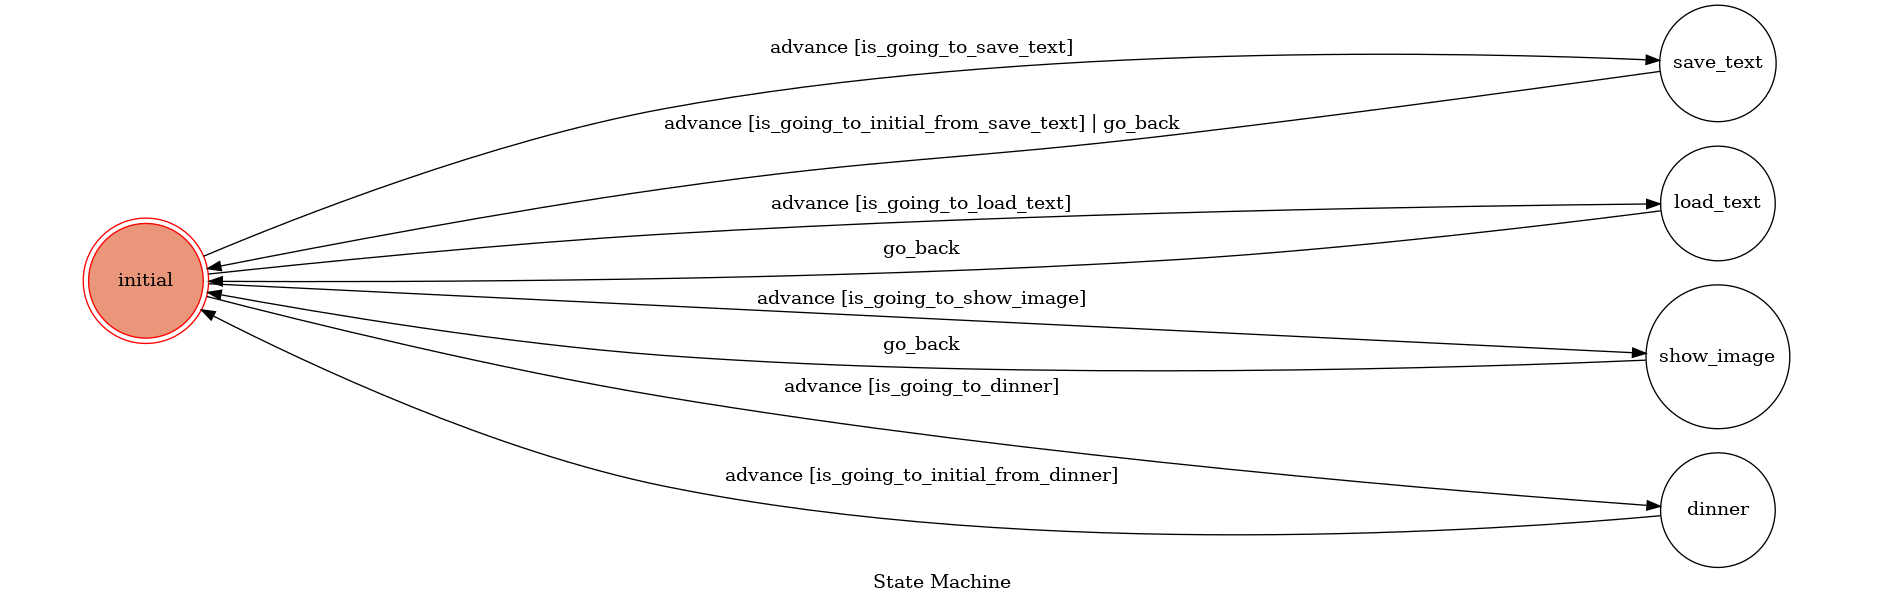 advance [is_going_to_save_text]
save_text
advance [is_going_to_initial_from_save_text] | go_back
advance [is_going_to_load_text]
load_text
go_back
initial
advance [is_going_to_show_image]
go_back
show_image
advance [is_going_to_dinner]
advance [is_going_to_initial_from_dinner]
dinner
State Machine